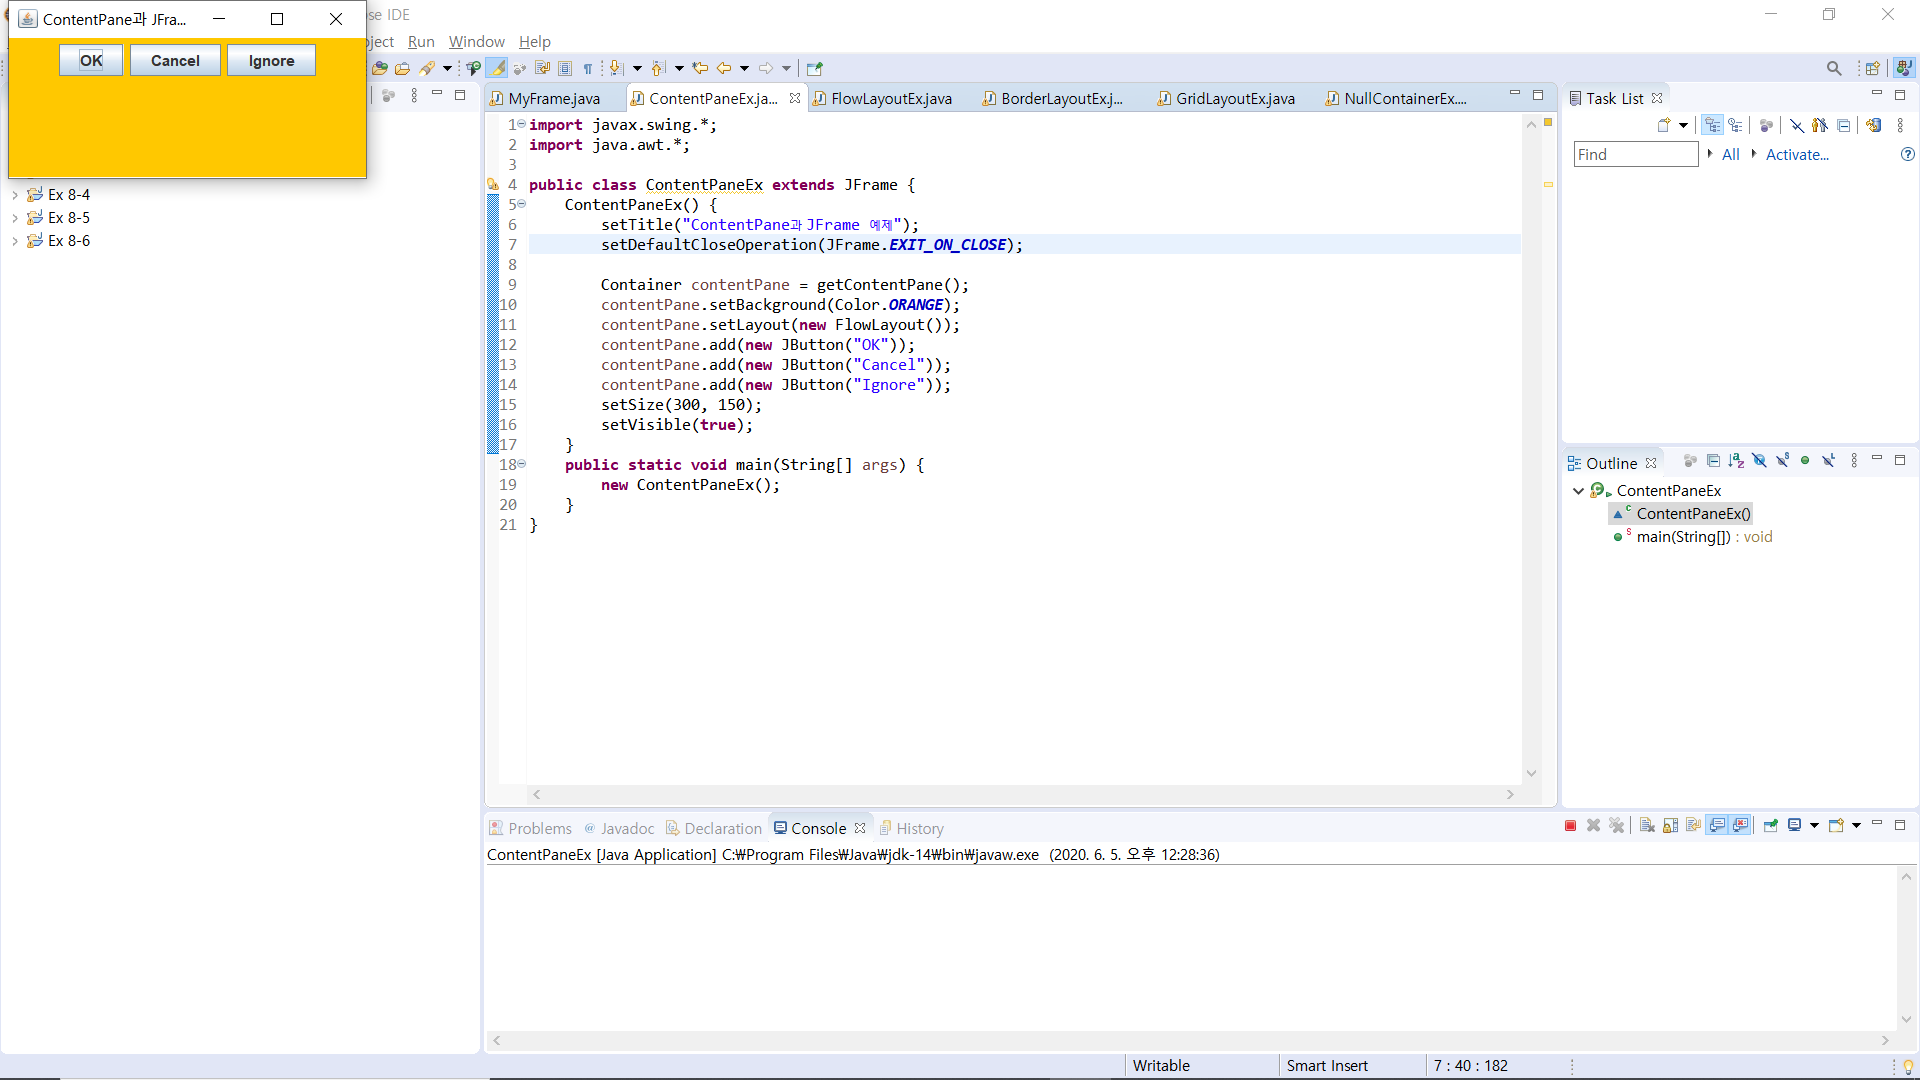 ContentPane과 JFra...
se IDE
ject Run Window Help
OK Cancel Ignore
Ex 8-4
Ex 8-5
Ex 8-6
MyFrame.java ContentPaneEx.ja... FlowLayoutEx.java BorderLayoutEx.j... GridLayoutEx.java NullContainerEx....
1 import javax.swing.*;
2 import java.awt.*;
3
4 public class ContentPaneEx extends JFrame {
5 ContentPaneEx() {
6 setTitle("ContentPane과 JFrame 예제");
7 setDefaultCloseOperation(JFrame.EXIT_ON_CLOSE);
8
9 Container contentPane = getContentPane();
10 contentPane.setBackground(Color.ORANGE);
11 contentPane.setLayout(new FlowLayout());
12 contentPane.add(new JButton("OK"));
13 contentPane.add(new JButton("Cancel"));
14 contentPane.add(new JButton("Ignore"));
15 setSize(300, 150);
16 setVisible(true);
17 }
18 public static void main(String[] args) {
19 new ContentPaneEx();
20 }
21 }
Task List
Find All Activate...
Outline
ContentPaneEx
ContentPaneEx()
main(String[]) : void
Problems Javadoc Declaration Console History
ContentPaneEx [Java Application] C:₩Program Files₩Java₩jdk-14₩bin₩javaw.exe (2020. 6. 5. 오후 12:28:36)
Writable Smart Insert 7 : 40 : 182